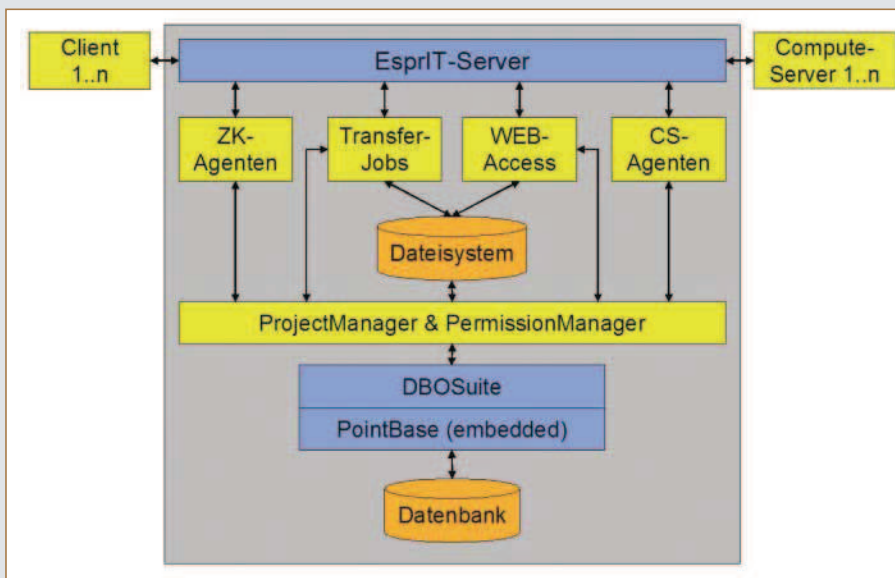 Client
1..n
EsprIT-Server
Compute-
Server 1..n
ZK-
Agenten
Transfer-
Jobs
WEB-
Access
CS-
Agenten
Dateisystem
ProjectManager & PermissionManager
DBOSuite
PointBase (embedded)
Datenbank